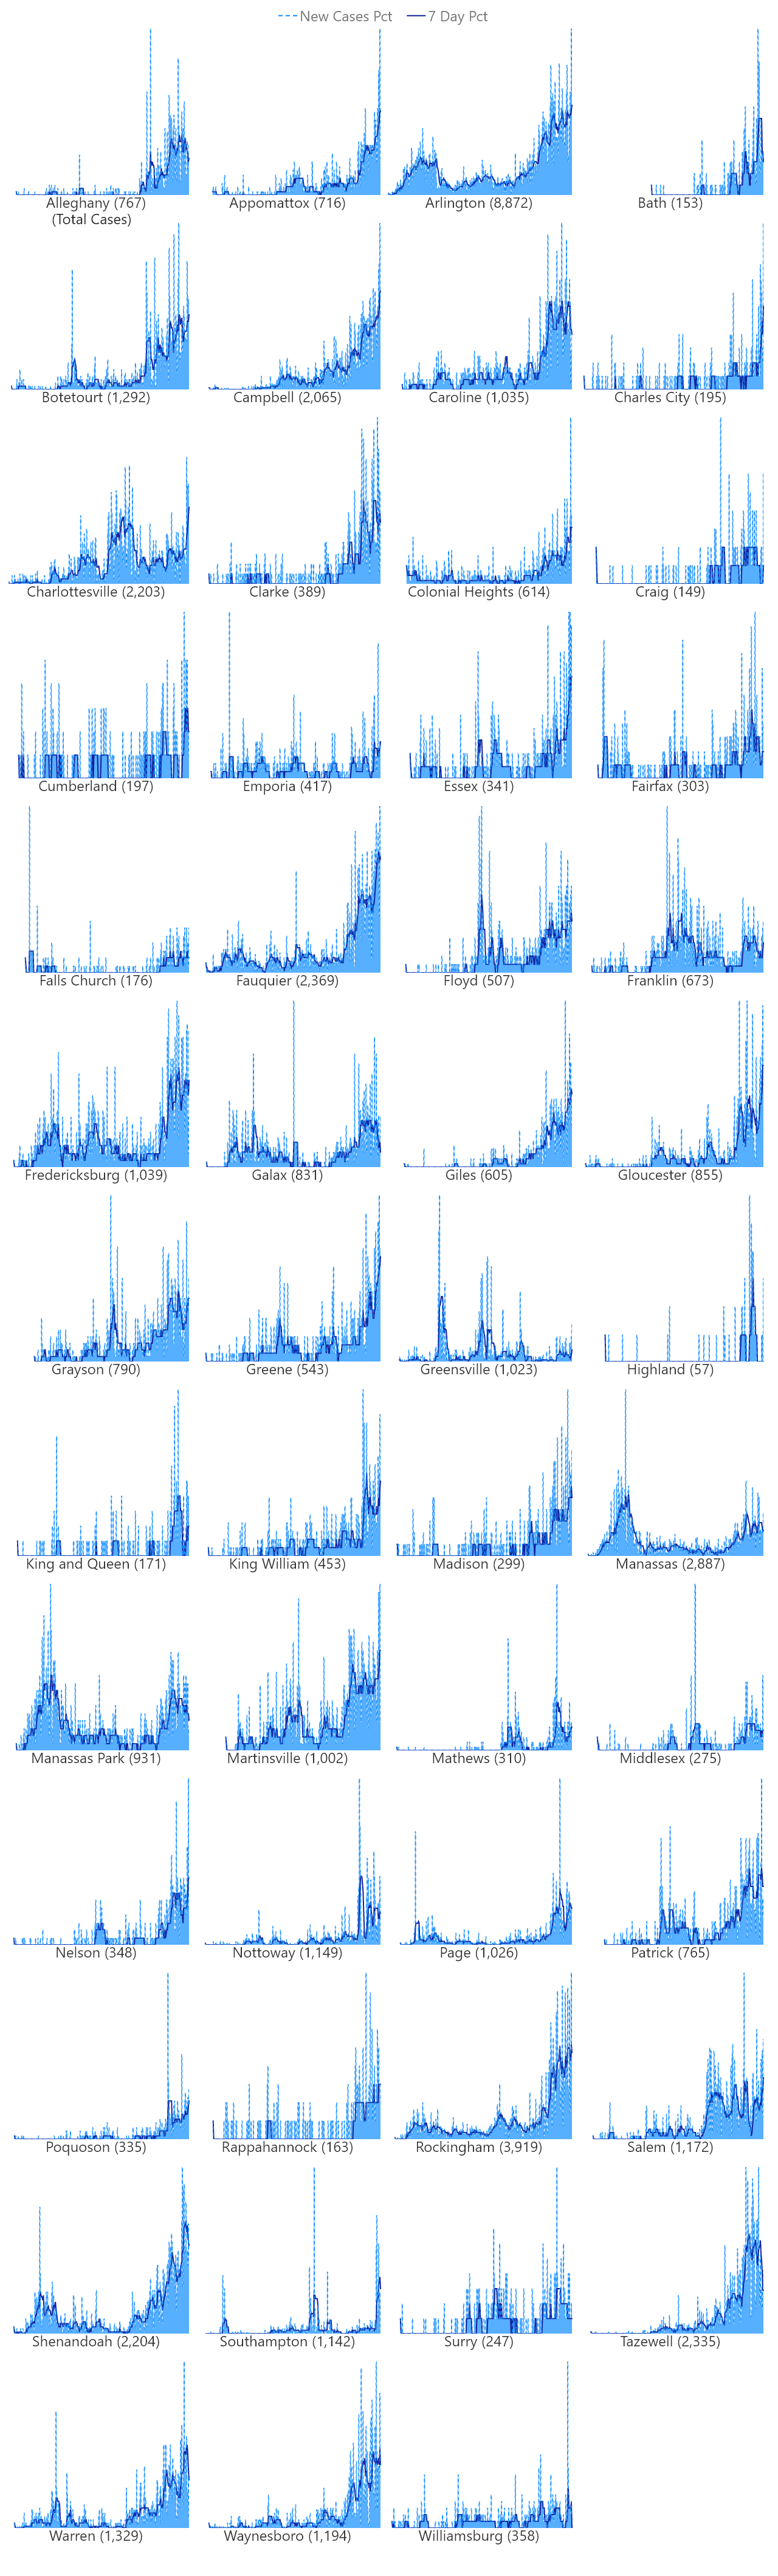 New Cases Pct 7 Day Pct
Alleghany (767) Appomattox (716) Arlington (8,872) Bath (153)
(Total Cases)
Botetourt (1,292) Campbell (2,065) Caroline (1,035) Charles City (195)
Charlottesville (2,203) Clarke (389) Colonial Heights (614) Craig (149)
Cumberland (197) Emporia (417) Essex (341) Fairfax (303)
Falls Church (176) Fauquier (2,369) Floyd (507) Franklin (673)
Fredericksburg (1,039) Galax (831) Giles (605) Gloucester (855)
Grayson (790) Greene (543) Greensville (1,023) Highland (57)
King and Queen (171) King William (453) Madison (299) Manassas (2,887)
Manassas Park (931) Martinsville (1,002) Mathews (310) Middlesex (275)
Nelson (348) Nottoway (1,149) Page (1,026) Patrick (765)
Poquoson (335) Rappahannock (163) Rockingham (3,919) Salem (1,172)
Shenandoah (2,204) Southampton (1,142) Surry (247) Tazewell (2,335)
Warren (1,329) Waynesboro (1,194) Williamsburg (358)